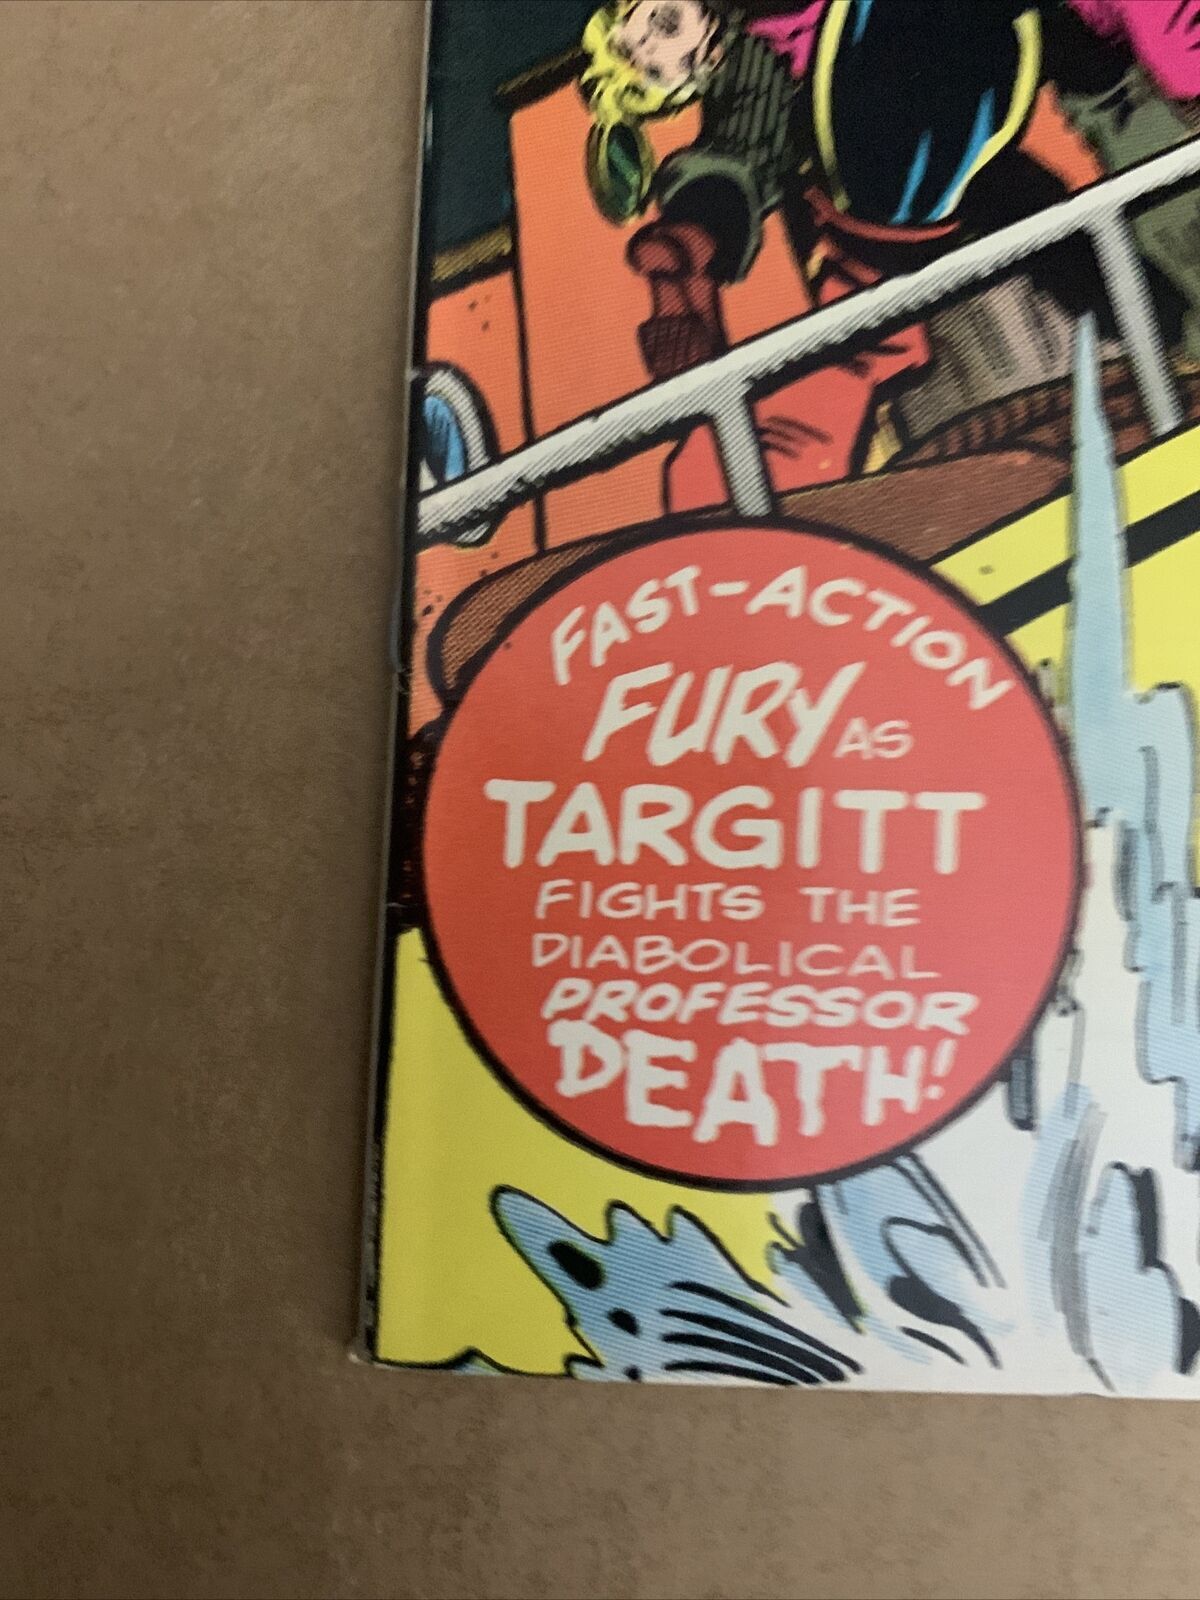 FAST-ACTION
FURY AS
TARGITT
FIGHTS THE
DIABOLICAL
PROFESSOR
DEATH!